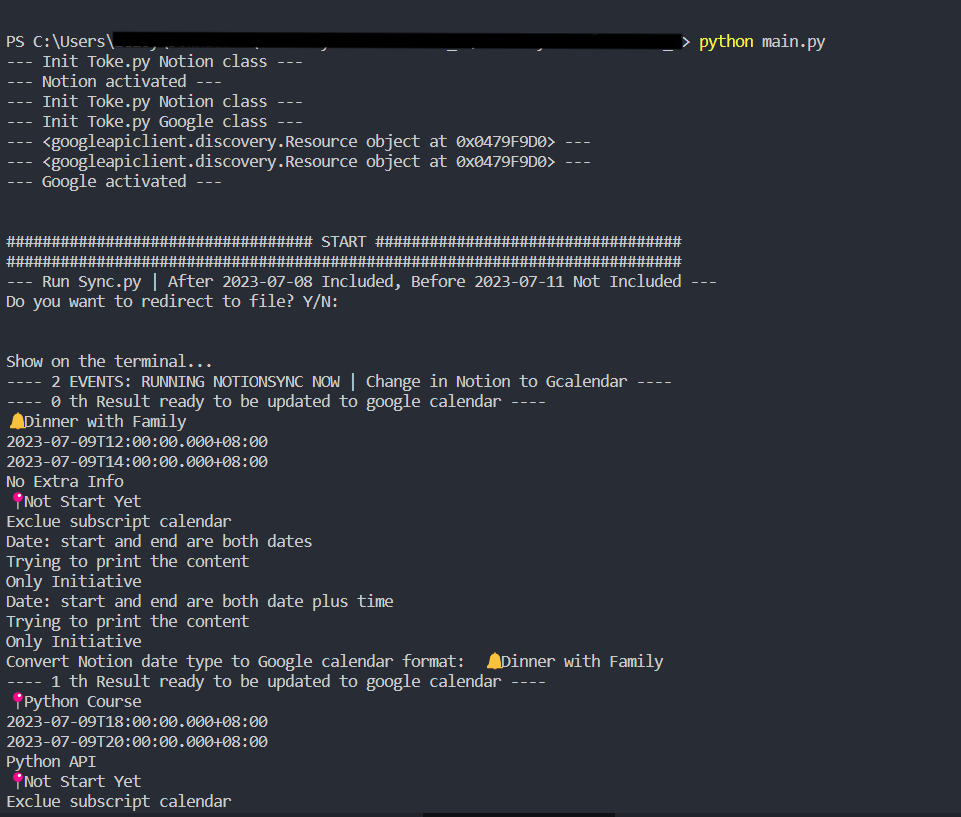 PS C:\Users\> python main.py
--- Init Toke.py Notion class ---
--- Notion activated ---
--- Init Toke.py Notion class ---
--- Init Toke.py Google class ---
--- <googleapiclient.discovery.Resource object at 0x0479F9D0> ---
--- <googleapiclient.discovery.Resource object at 0x0479F9D0> ---
--- Google activated ---
################################## START ##################################
###########################################################################
--- Run Sync.py | After 2023-07-08 Included, Before 2023-07-11 Not Included ---
Do you want to redirect to file? Y/N:
Show on the terminal...
---- 2 EVENTS: RUNNING NOTIONSYNC NOW | Change in Notion to Gcalendar ----
---- 0 th Result ready to be updated to google calendar ----
🔔Dinner with Family
2023-07-09T12:00:00.000+08:00
2023-07-09T14:00:00.000+08:00
No Extra Info
📍Not Start Yet
Exclue subscript calendar
Date: start and end are both dates
Trying to print the content
Only Initiative
Date: start and end are both date plus time
Trying to print the content
Only Initiative
Convert Notion date type to Google calendar format:  🔔Dinner with Family
---- 1 th Result ready to be updated to google calendar ----
📍Python Course
2023-07-09T18:00:00.000+08:00
2023-07-09T20:00:00.000+08:00
Python API
📍Not Start Yet
Exclue subscript calendar